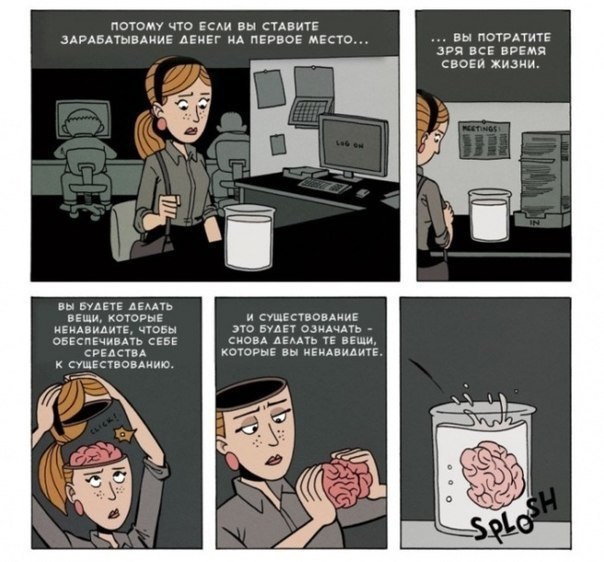 ПОТОМУ ЧТО ЕСЛИ ВЫ СТАВИТЕ
ЗАРАБАТЫВАНИЕ ДЕНЕГ НА ПЕРВОЕ МЕСТО...
LOG ON
... ВЫ ПОТРАТИТЕ
ЗРЯ ВСЕ ВРЕМЯ
СВОЕЙ ЖИЗНИ.
MEETINGS:
IN
ВЫ БУДЕТЕ ДЕЛАТЬ
ВЕЩИ, КОТОРЫЕ
НЕНАВИДИТЕ, ЧТОБЫ
ОБЕСПЕЧИВАТЬ СЕБЕ
СРЕДСТВА
К СУЩЕСТВОВАНИЮ.
CLICK!
И СУЩЕСТВОВАНИЕ
ЭТО БУДЕТ ОЗНАЧАТЬ –
СНОВА ДЕЛАТЬ ТЕ ВЕЩИ,
КОТОРЫЕ ВЫ НЕНАВИДИТЕ.
SPLOSH